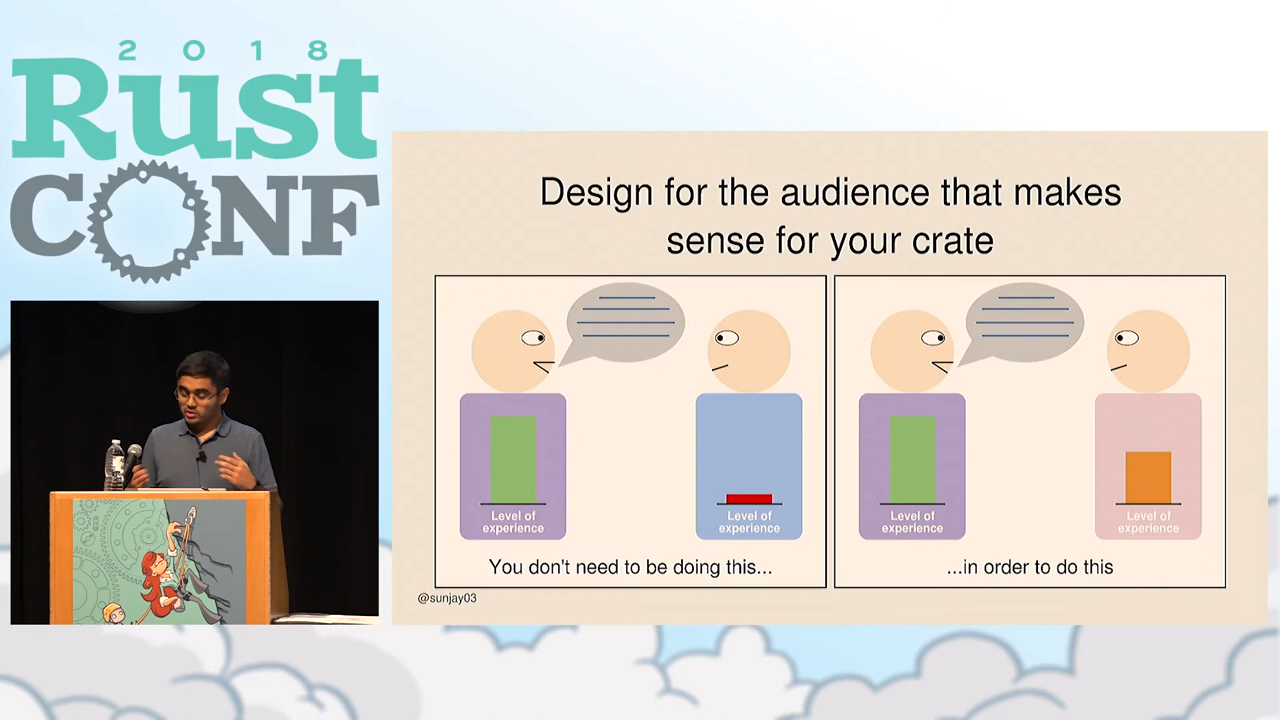 2018
Rust
CONF
Design for the audience that makes
sense for your crate
Level of
experience
Level of
experience
You don't need to be doing this...
Level of
experience
Level of
experience
...in order to do this
@sunjay03